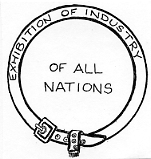 EXHIBITION OF INDUSTRY
OF ALL
NATIONS